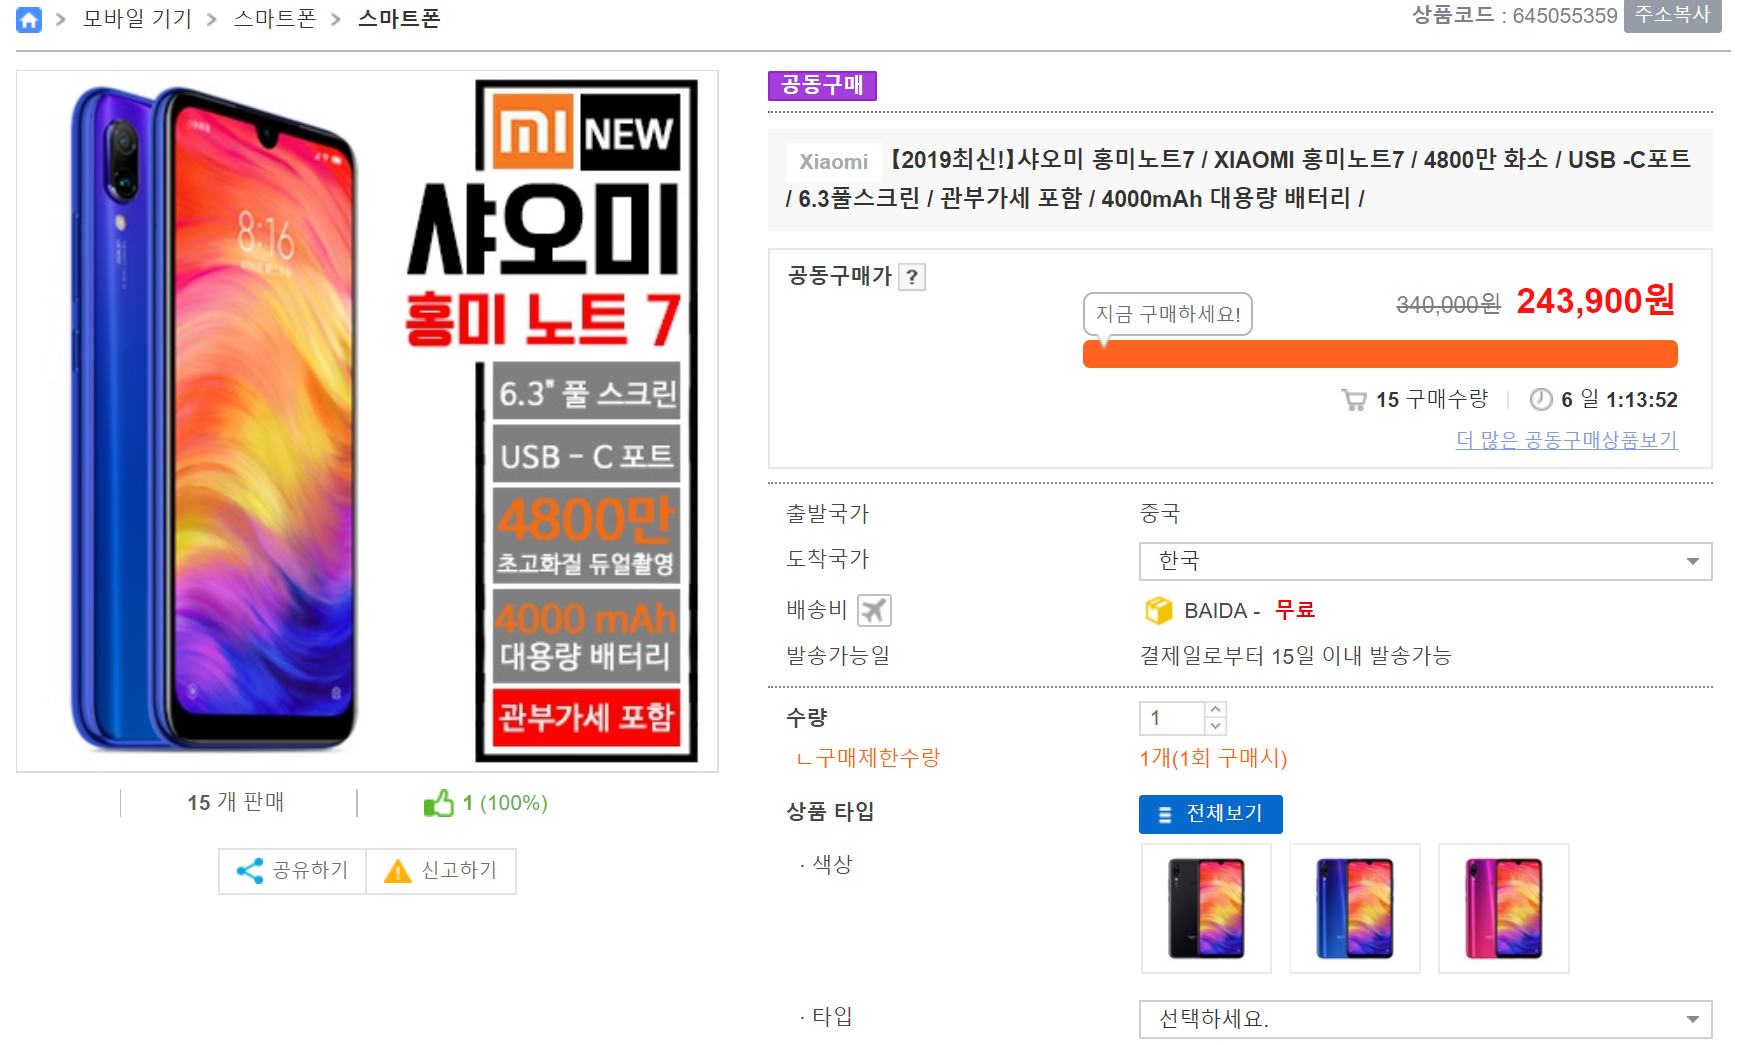 모바일 기기 > 스마트폰 > 스마트폰
상품코드 : 645055359 주소복사
mi NEW
샤오미
홍미 노트 7
6.3" 풀 스크린
USB - C 포트
4800만
초고화질 듀얼촬영
4000 mAh
대용량 배터리
관부가세 포함
8:16
15 개 판매
1 (100%)
공유하기
신고하기
공동구매
Xiaomi 【2019최신!】샤오미 홍미노트7 / XIAOMI 홍미노트7 / 4800만 화소 / USB -C포트
/ 6.3풀스크린 / 관부가세 포함 / 4000mAh 대용량 배터리 /
공동구매가 ?
지금 구매하세요!
340,000원 243,900원
15 구매수량 | 6 일 1:13:52
더 많은 공동구매상품보기
출발국가 중국
도착국가 한국
배송비 BAIDA - 무료
발송가능일 결제일로부터 15일 이내 발송가능
수량 1
ㄴ구매제한수량 1개(1회 구매시)
상품 타입 전체보기
· 색상
· 타입 선택하세요.